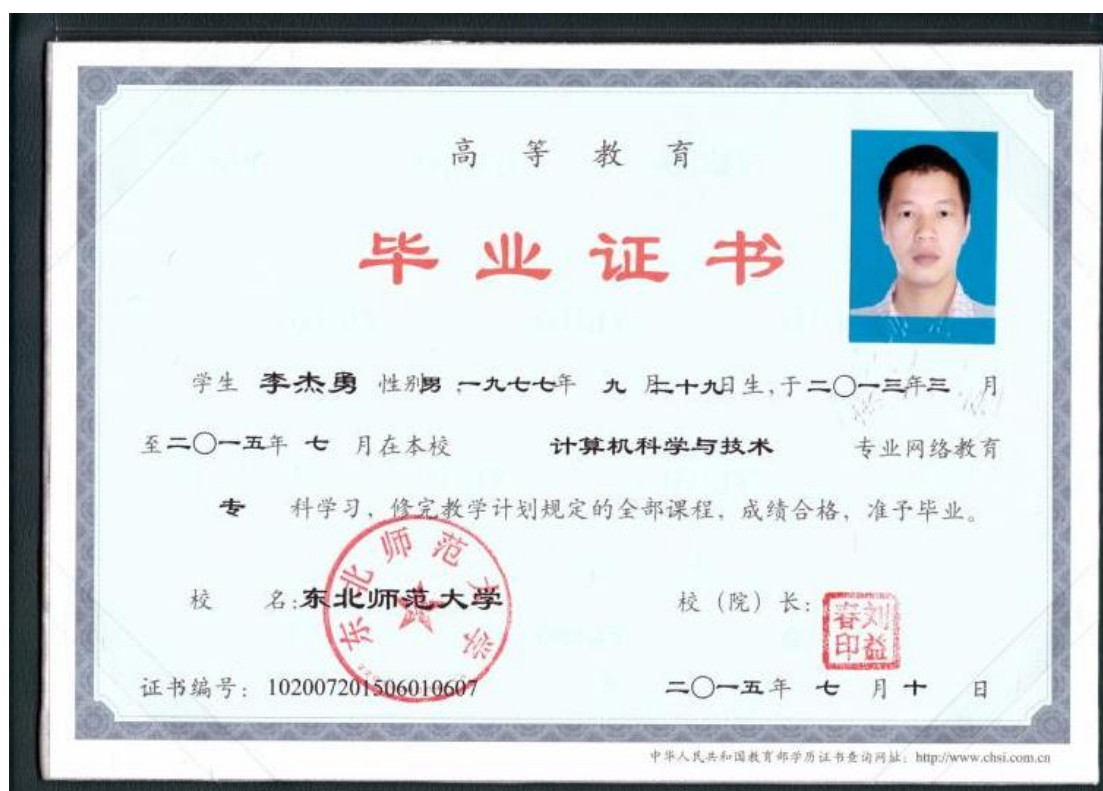 高等教育
毕业证书
学生 李杰勇 性别男,一九七七年 九 月二十九日生,于二〇一三年三 月
至二〇一五年 七 月在本校 计算机科学与技术 专业网络教育
专 科学习,修完教学计划规定的全部课程,成绩合格,准予毕业。
校 名:东北师范大学
校(院)长:
东北师范大学
刘益春印
证书编号:102007201506010607
二〇一五年 七 月 十 日
中华人民共和国教育部学历证书查询网址:http://www.chsi.com.cn